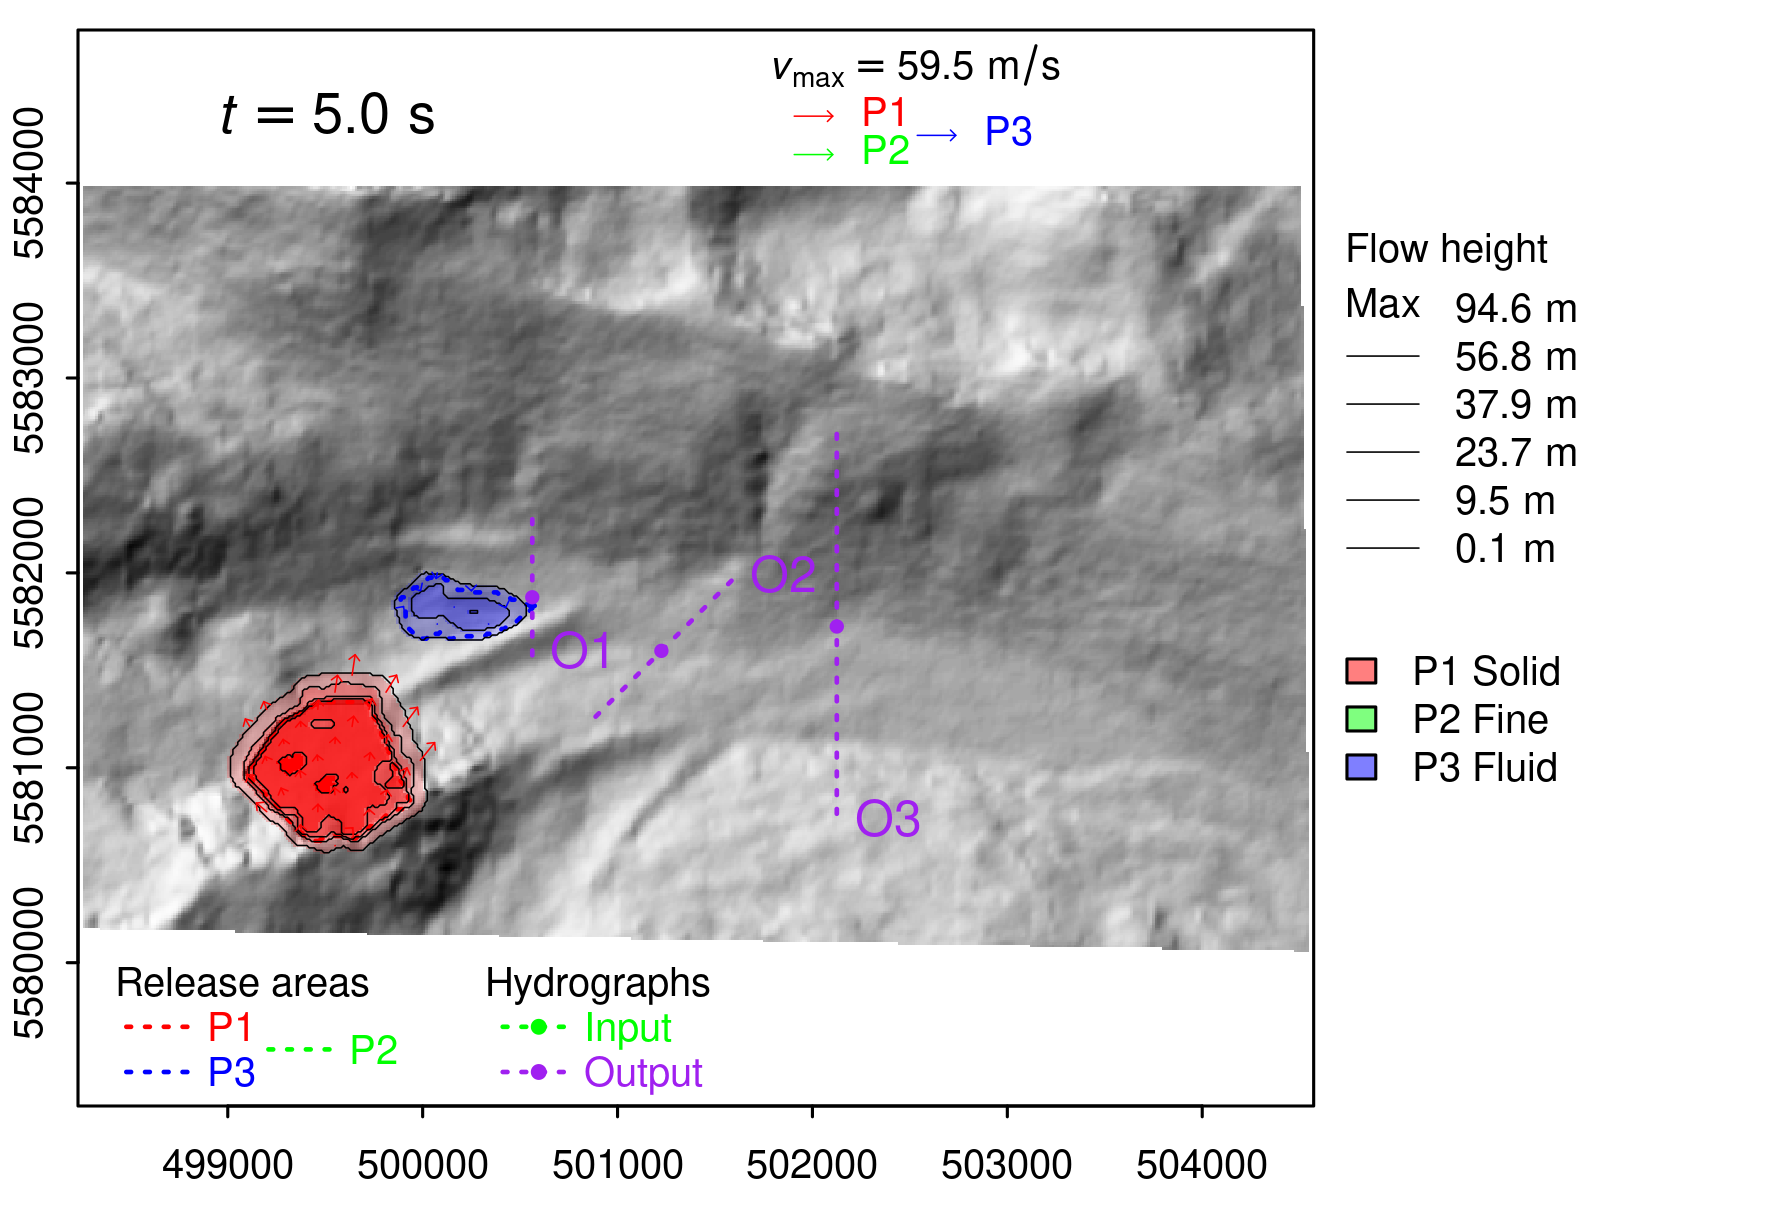 t = 5.0 s
vmax = 59.5 m/s
P1
P2
P3
5584000
5583000
5582000
5581000
5580000
O1
O2
O3
Flow height
Max 94.6 m
56.8 m
37.9 m
23.7 m
9.5 m
0.1 m
P1 Solid
P2 Fine
P3 Fluid
Release areas
P1
P2
P3
Hydrographs
Input
Output
499000 500000 501000 502000 503000 504000